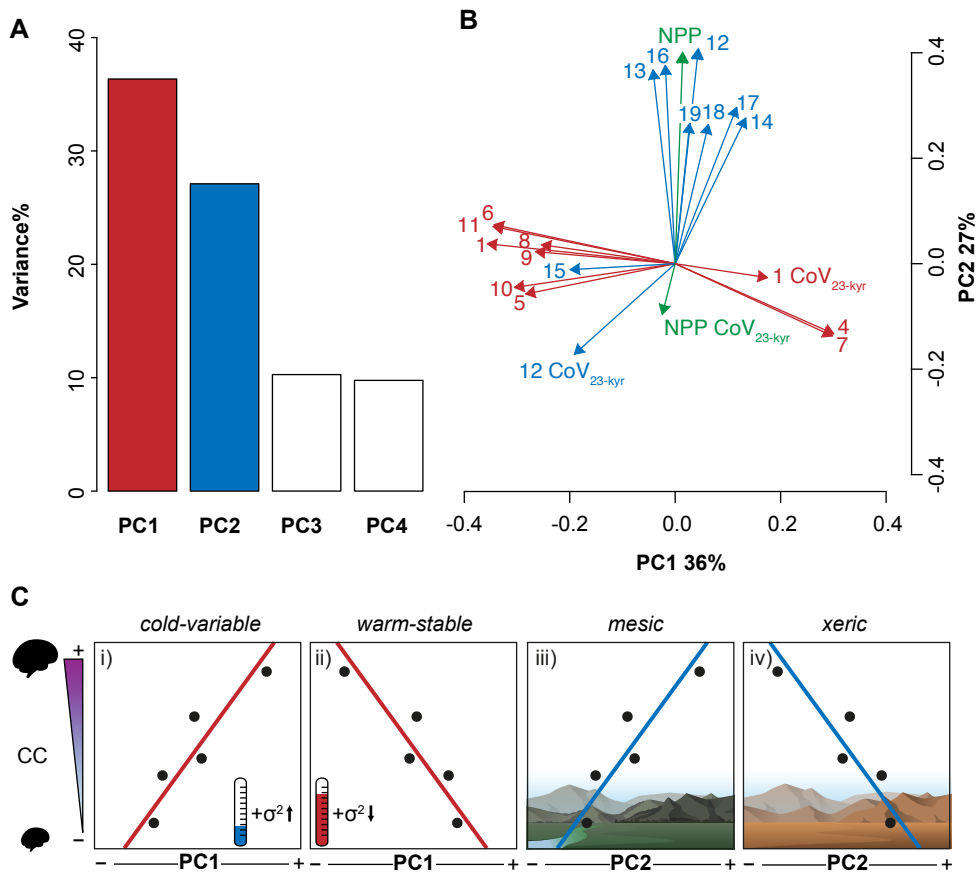 A
40
30
20
10
0
Variance%
PC1
PC2
PC3
PC4
B
NPP
12
16
13
17
14
19
18
6
11
1
8
9
15
10
5
1 CoV23-kyr
4
7
NPP CoV23-kyr
12 CoV23-kyr
0.4
0.2
0.0
-0.2
-0.4
PC2 27%
-0.4
-0.2
0.0
0.2
0.4
PC1 36%
C
cold-variable
warm-stable
mesic
xeric
+
CC
–
i)
+σ²↑
ii)
+σ²↓
iii)
iv)
– PC1 +
– PC1 +
– PC2 +
– PC2 +